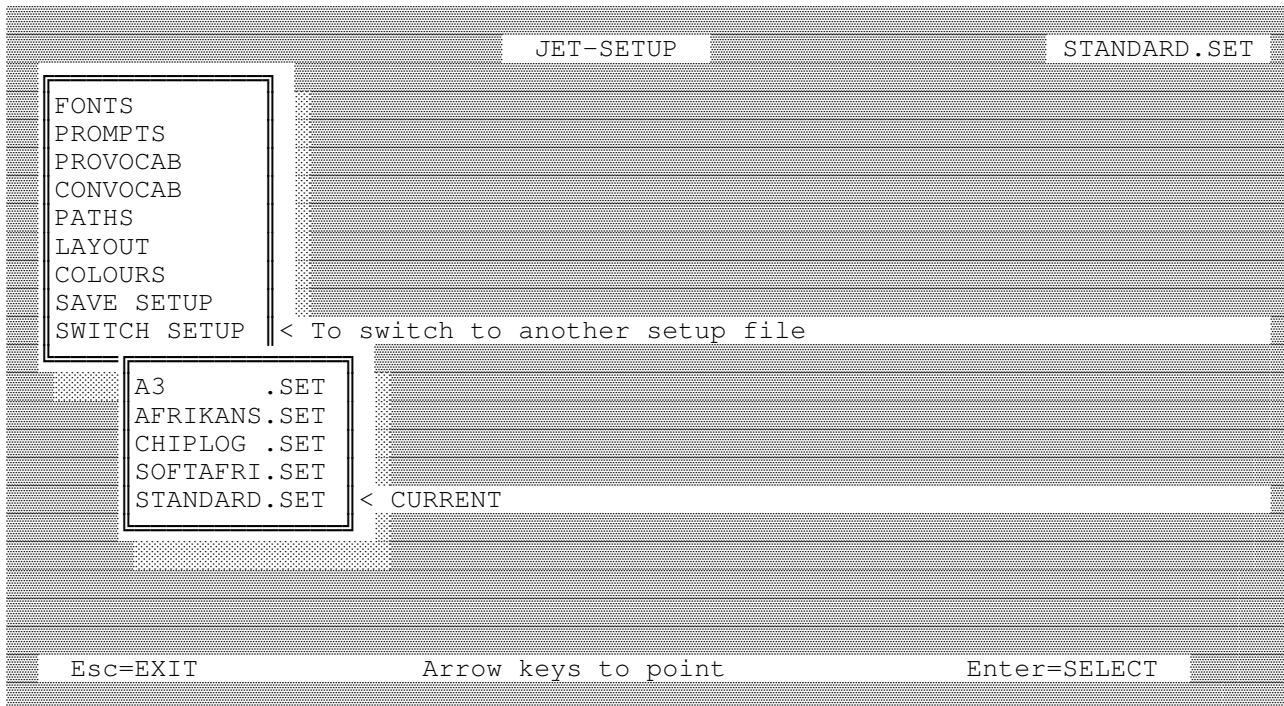 JET-SETUP STANDARD.SET
FONTS
PROMPTS
PROVOCAB
CONVOCAB
PATHS
LAYOUT
COLOURS
SAVE SETUP
SWITCH SETUP < To switch to another setup file
A3 .SET
AFRIKANS.SET
CHIPLOG .SET
SOFTAFRI.SET
STANDARD.SET < CURRENT
Esc=EXIT Arrow keys to point Enter=SELECT